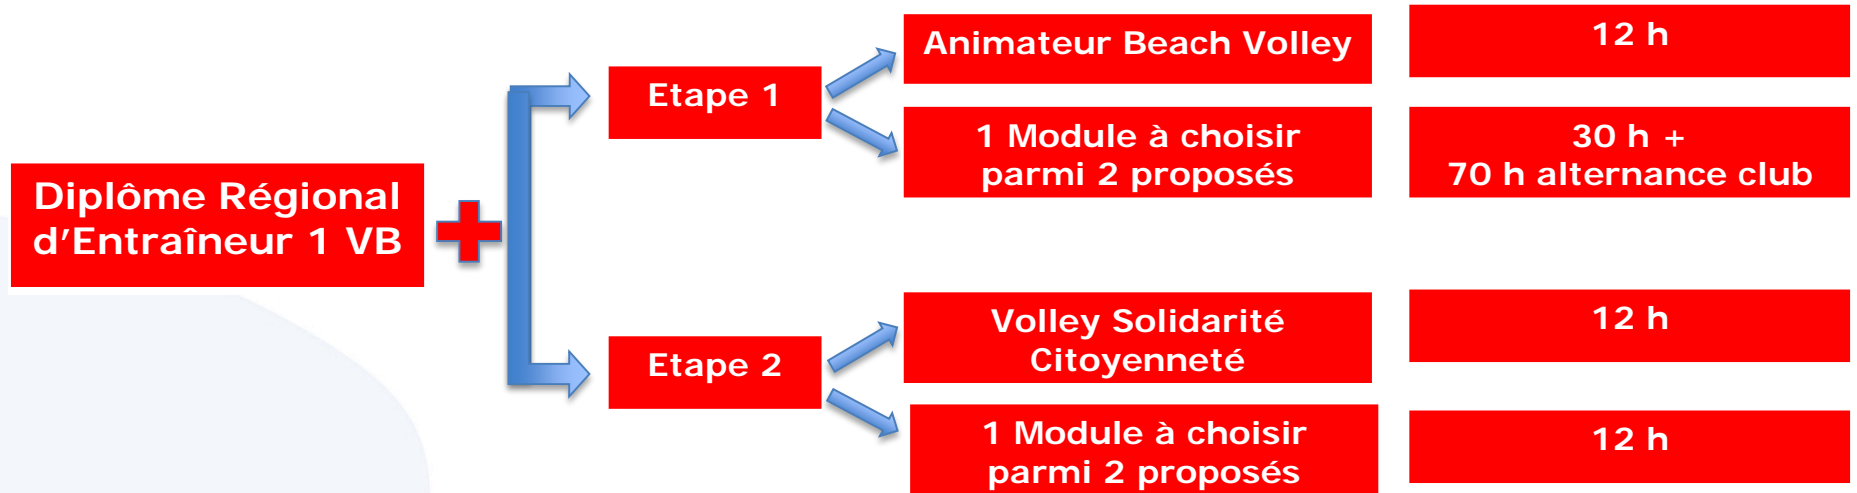 Diplôme Régional
d'Entraîneur 1 VB
Etape 1
Animateur Beach Volley
12 h
1 Module à choisir
parmi 2 proposés
30 h +
70 h alternance club
Etape 2
Volley Solidarité
Citoyenneté
12 h
1 Module à choisir
parmi 2 proposés
12 h